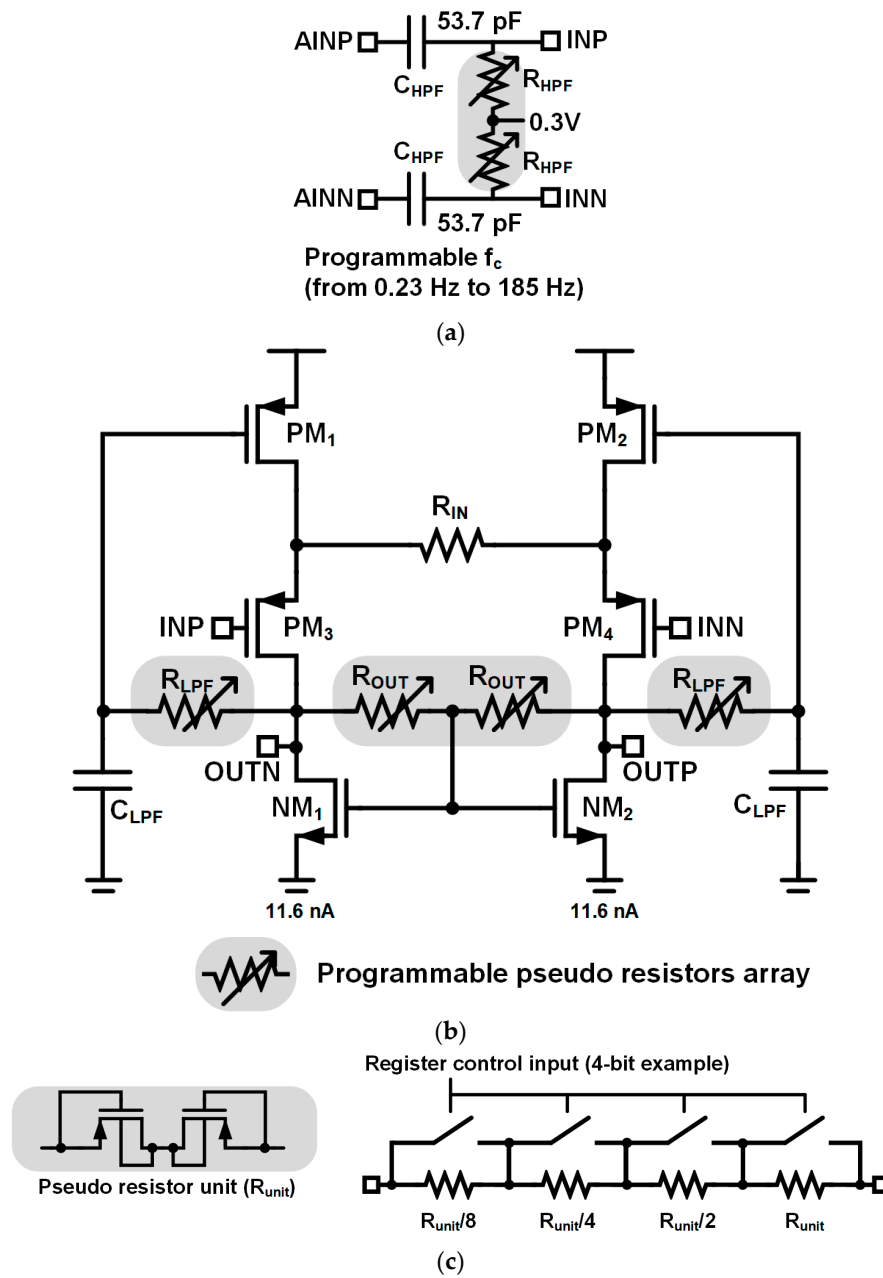 53.7 pF
AINP
INP
C_HPF
R_HPF
0.3V
C_HPF
R_HPF
AINN
INN
53.7 pF
Programmable f_c
(from 0.23 Hz to 185 Hz)
(a)
PM_1
PM_2
R_IN
INP
PM_3
PM_4
INN
R_LPF
R_OUT
R_OUT
R_LPF
OUTN
OUTP
C_LPF
NM_1
NM_2
C_LPF
11.6 nA
11.6 nA
Programmable pseudo resistors array
(b)
Register control input (4-bit example)
Pseudo resistor unit (R_unit)
R_unit/8
R_unit/4
R_unit/2
R_unit
(c)